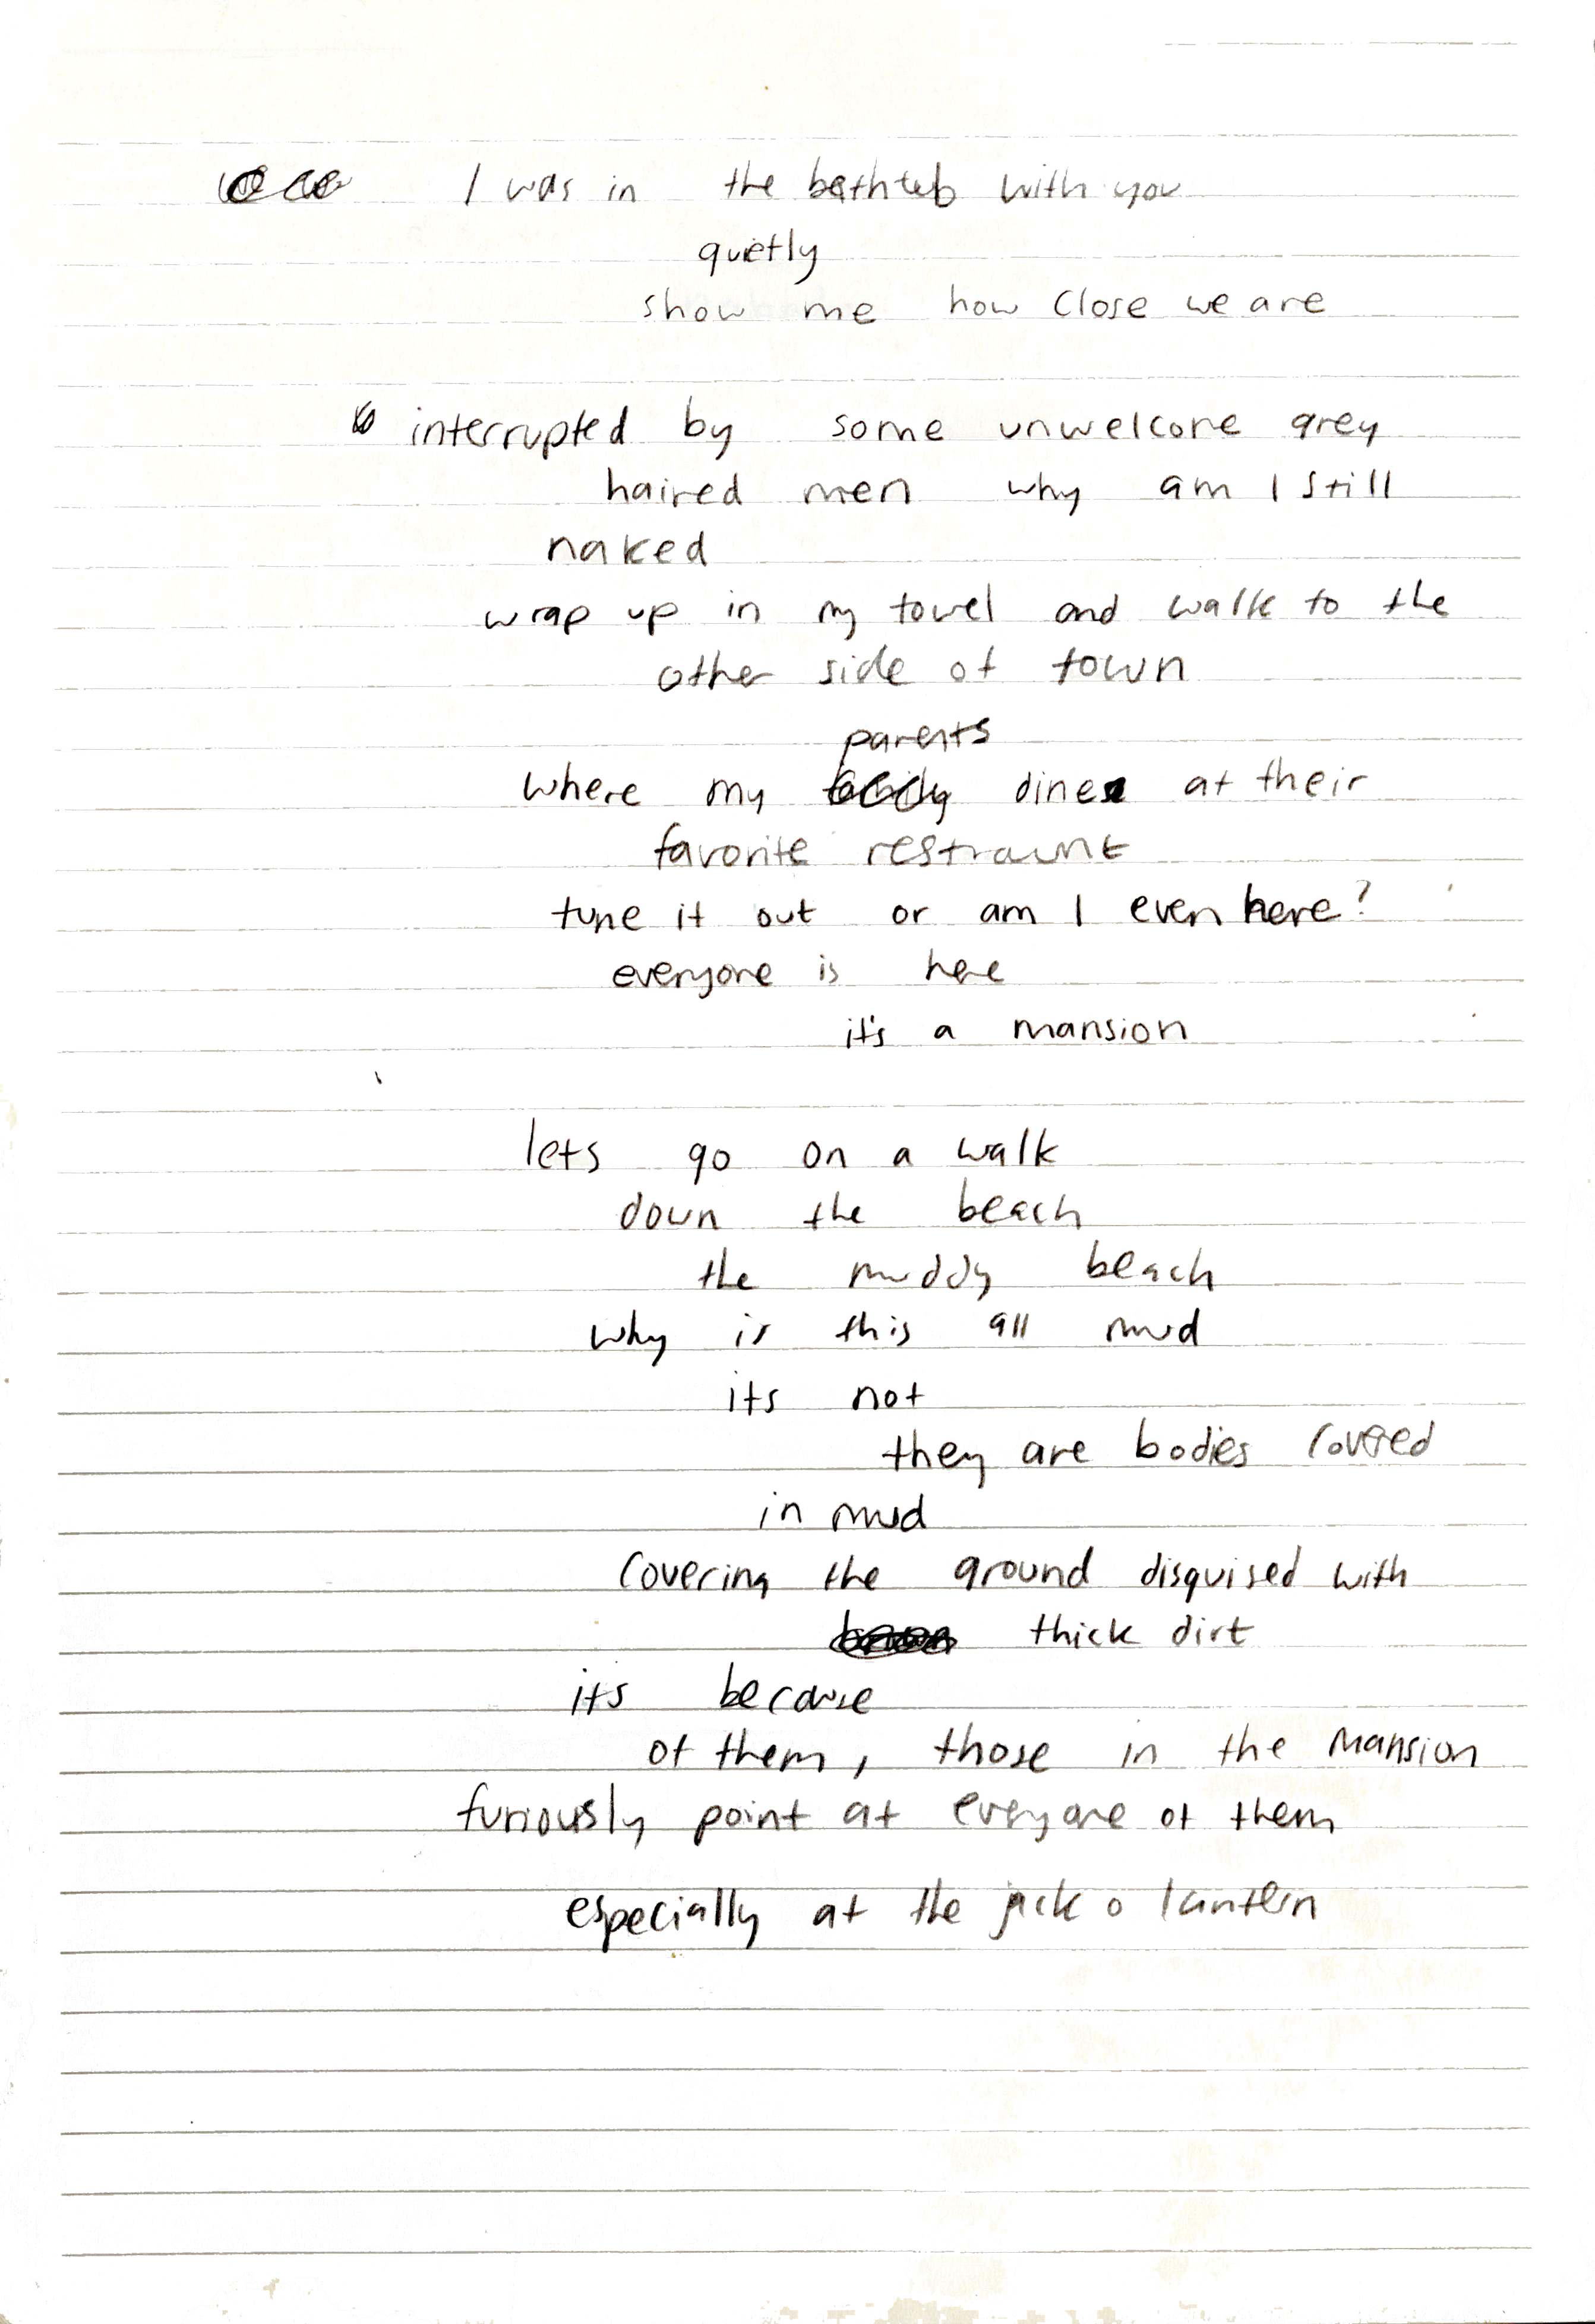 I was in the bathtub with you
quietly
show me how close we are
interrupted by some unwelcome grey
haired men why am I still
naked
wrap up in my towel and walk to the
other side of town
parents
where my dine at their
favorite restraunt
tune it out or am I even here?
everyone is here
it's a mansion
lets go on a walk
down the beach
the muddy beach
why is this all mud
its not
they are bodies covered
in mud
covering the ground disguised with
thick dirt
its because
of them, those in the mansion
furiously point at everyone of them
especially at the jack o lantern